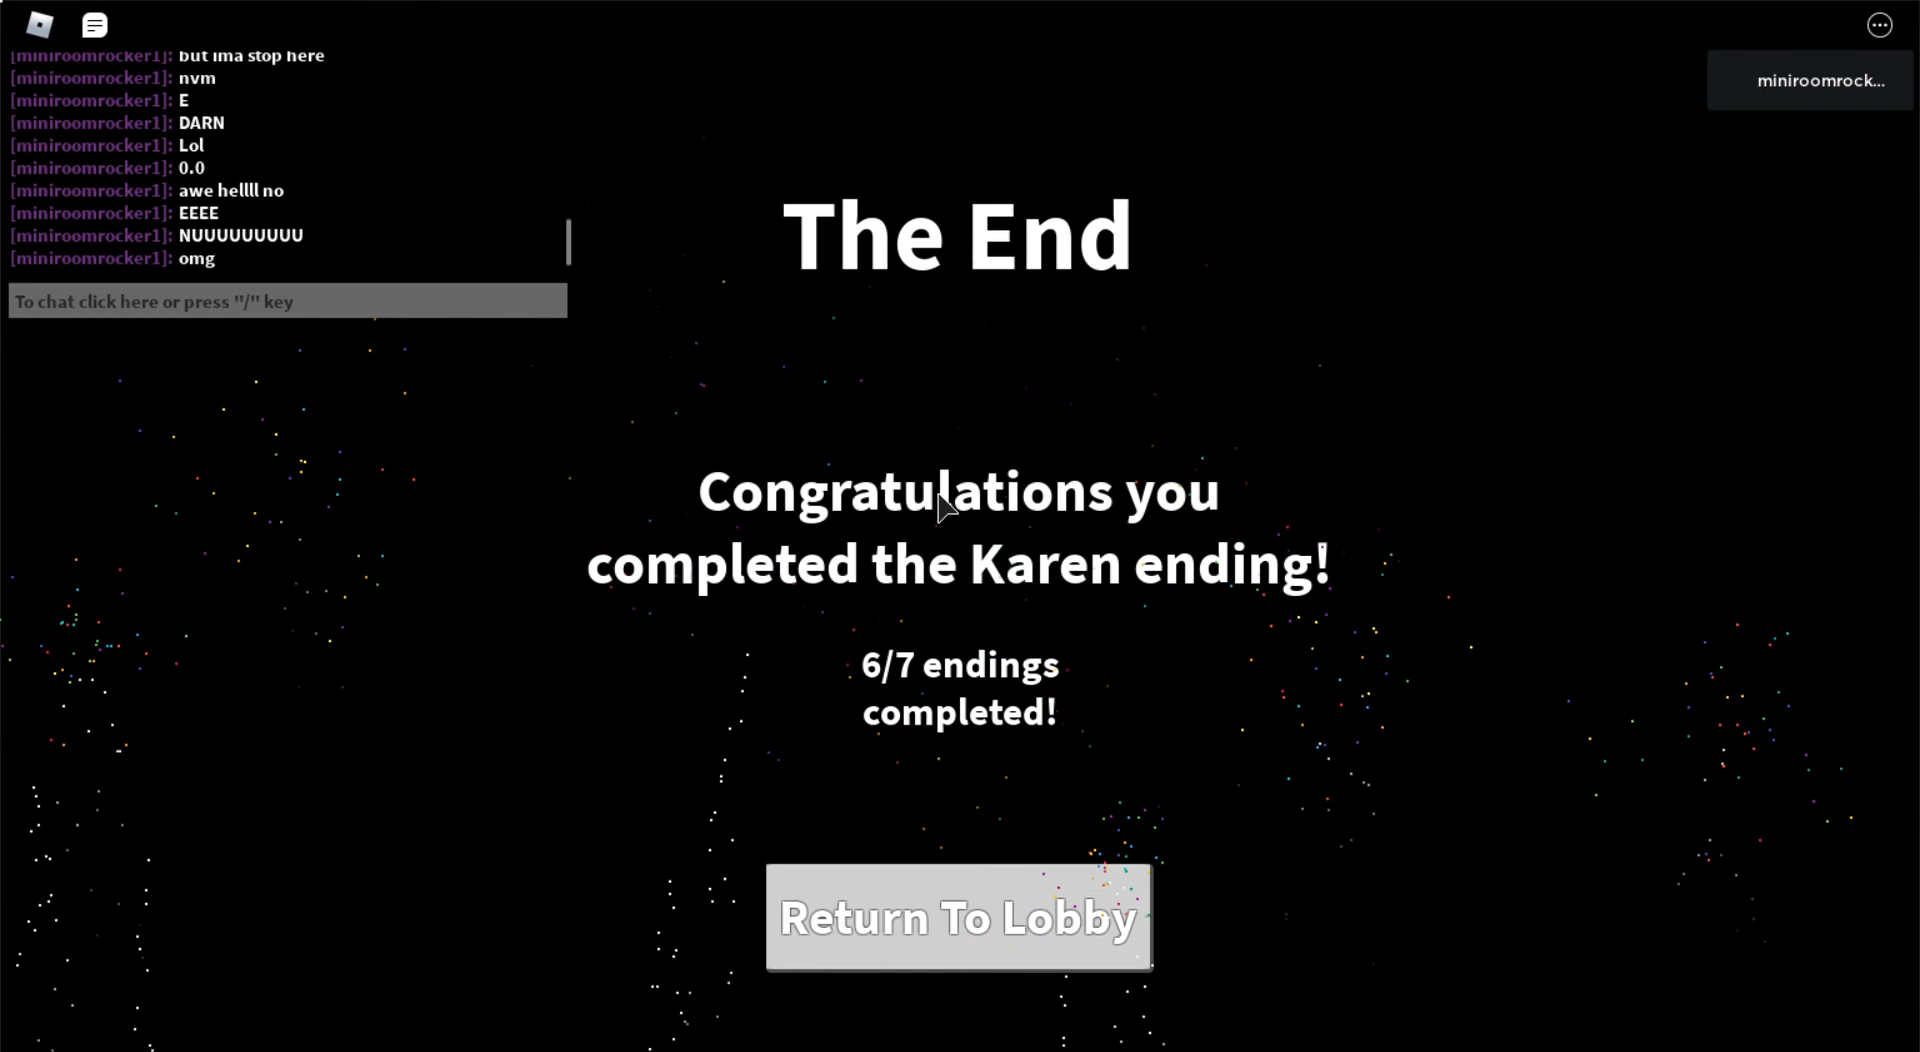 [miniroomrocker1]: but ima stop here
[miniroomrocker1]: nvm
[miniroomrocker1]: E
[miniroomrocker1]: DARN
[miniroomrocker1]: Lol
[miniroomrocker1]: 0.0
[miniroomrocker1]: awe hellll no
[miniroomrocker1]: EEEE
[miniroomrocker1]: NUUUUUUUUU
[miniroomrocker1]: omg
To chat click here or press "/" key
miniroomrock...
The End
Congratulations you
completed the Karen ending!
6/7 endings
completed!
Return To Lobby